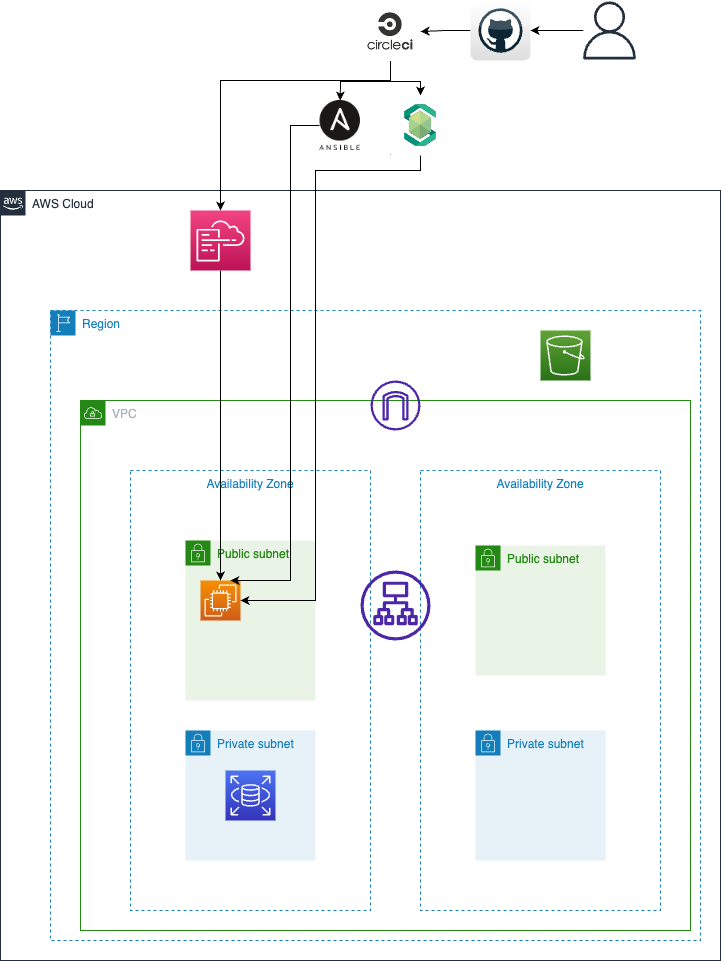 circleci
ANSIBLE
aws
AWS Cloud
Region
VPC
Availability Zone
Availability Zone
Public subnet
Public subnet
Private subnet
Private subnet